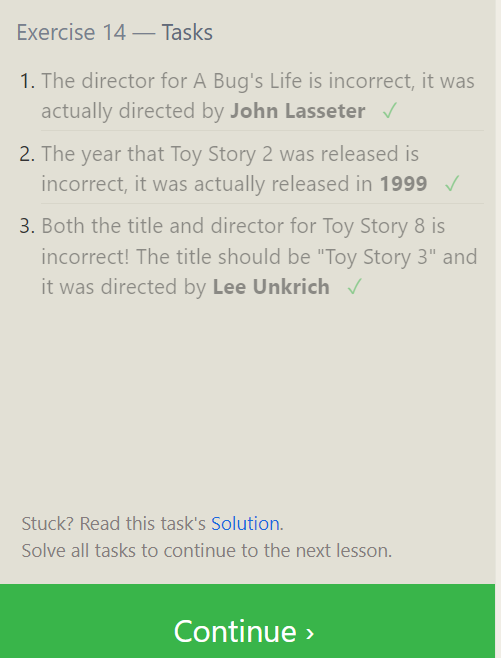 Exercise 14 — Tasks
1. The director for A Bug's Life is incorrect, it was
actually directed by John Lasseter ✓
2. The year that Toy Story 2 was released is
incorrect, it was actually released in 1999 ✓
3. Both the title and director for Toy Story 8 is
incorrect! The title should be "Toy Story 3" and
it was directed by Lee Unkrich ✓
Stuck? Read this task's Solution.
Solve all tasks to continue to the next lesson.
Continue ›